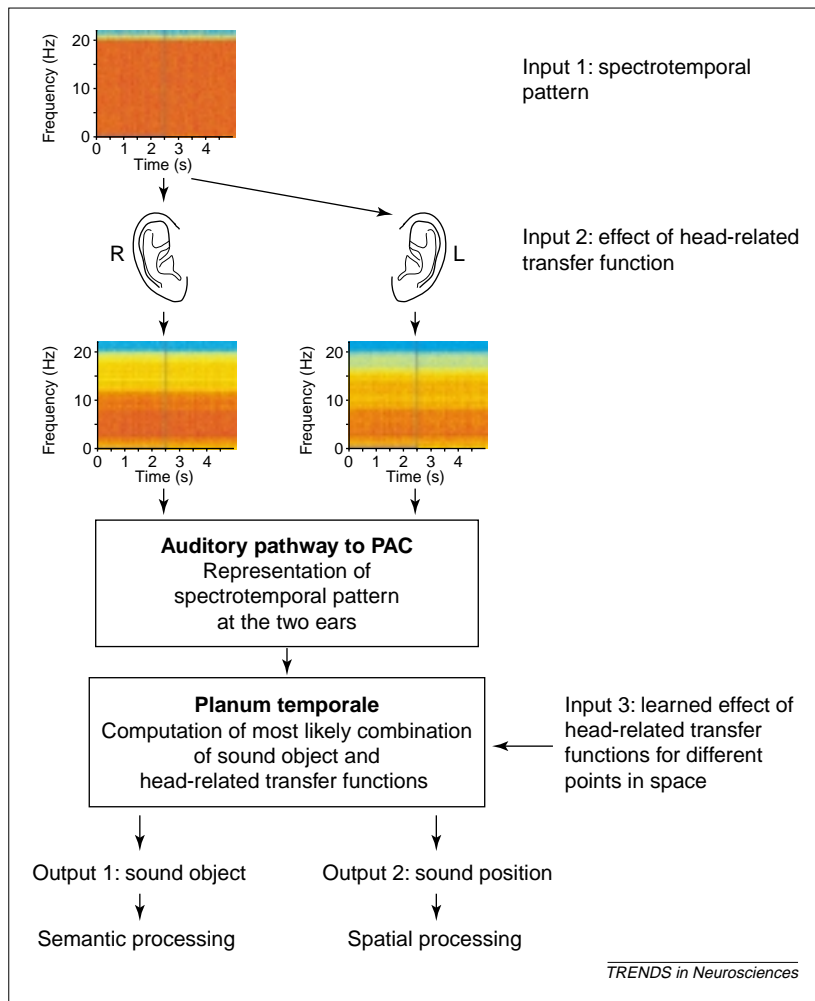 Frequency (Hz)
20
10
0
0 1 2 3 4
Time (s)
Input 1: spectrotemporal
pattern
R
L
Input 2: effect of head-related
transfer function
Frequency (Hz)
20
10
0
0 1 2 3 4
Time (s)
Frequency (Hz)
20
10
0
0 1 2 3 4
Time (s)
Auditory pathway to PAC
Representation of
spectrotemporal pattern
at the two ears
Planum temporale
Computation of most likely combination
of sound object and
head-related transfer functions
Input 3: learned effect of
head-related transfer
functions for different
points in space
Output 1: sound object
Output 2: sound position
Semantic processing
Spatial processing
TRENDS in Neurosciences